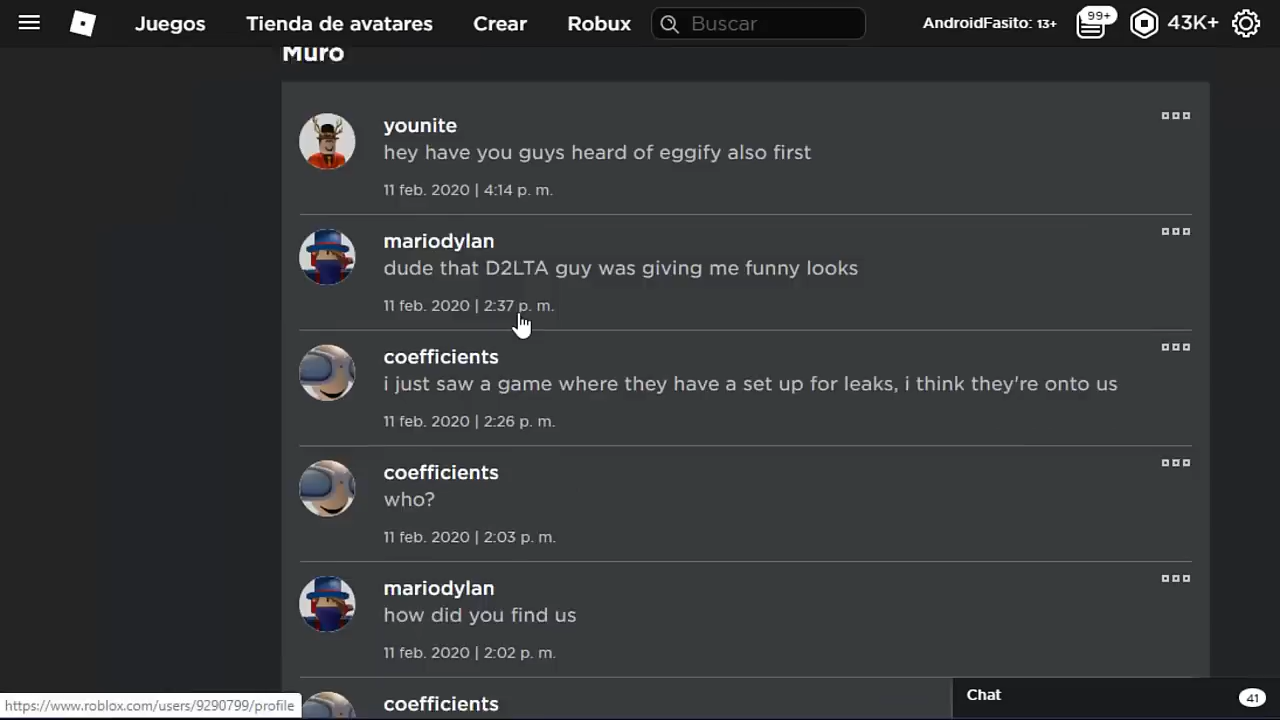 Juegos Tienda de avatares Crear Robux Buscar AndroidFasito: 13+ 99+ 43K+
Muro
younite
hey have you guys heard of eggify also first
11 feb. 2020 | 4:14 p. m.
mariodylan
dude that D2LTA guy was giving me funny looks
11 feb. 2020 | 2:37 p. m.
coefficients
i just saw a game where they have a set up for leaks, i think they're onto us
11 feb. 2020 | 2:26 p. m.
coefficients
who?
11 feb. 2020 | 2:03 p. m.
mariodylan
how did you find us
11 feb. 2020 | 2:02 p. m.
coefficients
https://www.roblox.com/users/9290799/profile
Chat 41